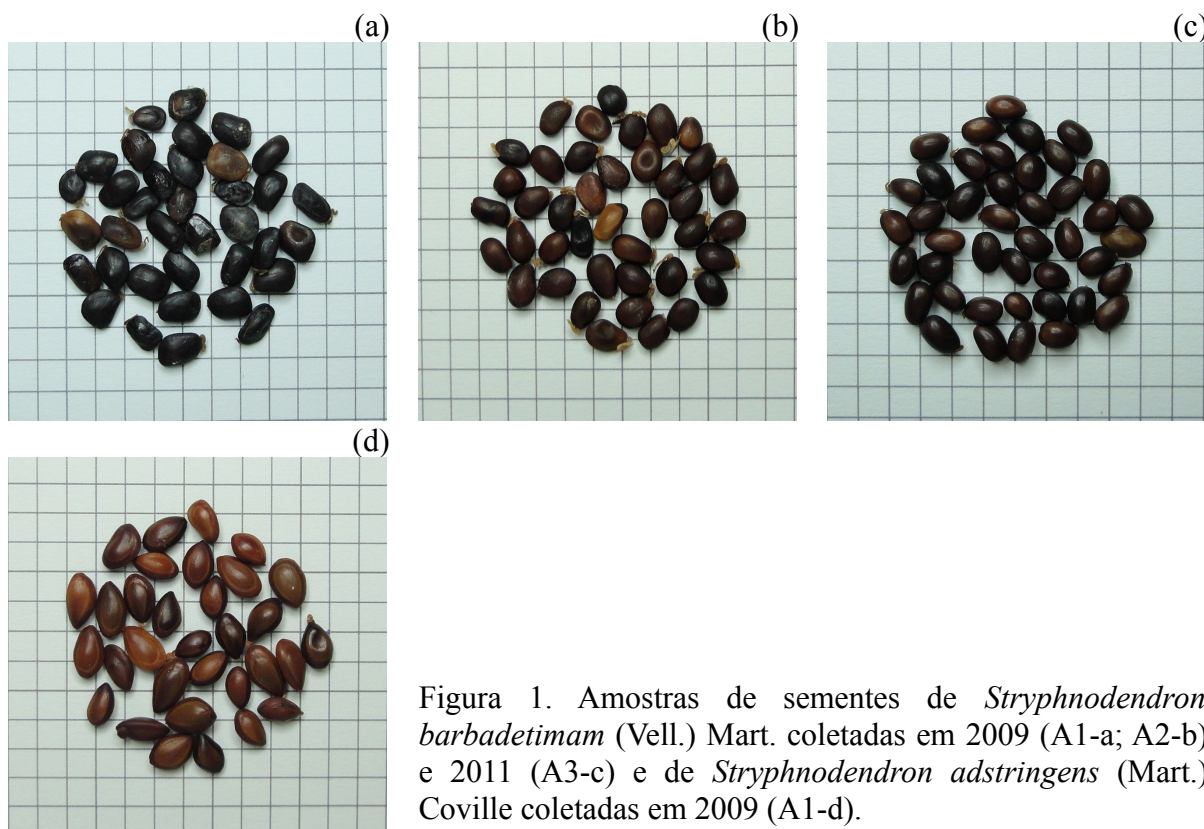 (a)
(b)
(c)
(d)
Figura 1. Amostras de sementes de Stryphnodendron
barbadetimam (Vell.) Mart. coletadas em 2009 (A1-a; A2-b)
e 2011 (A3-c) e de Stryphnodendron adstringens (Mart.)
Coville coletadas em 2009 (A1-d).